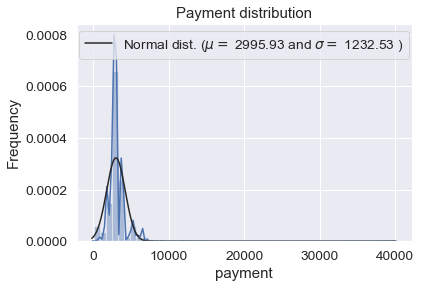 Payment distribution
Normal dist. (μ = 2995.93 and σ = 1232.53 )
0.0008
0.0006
0.0004
0.0002
0.0000
Frequency
0
10000
20000
30000
40000
payment